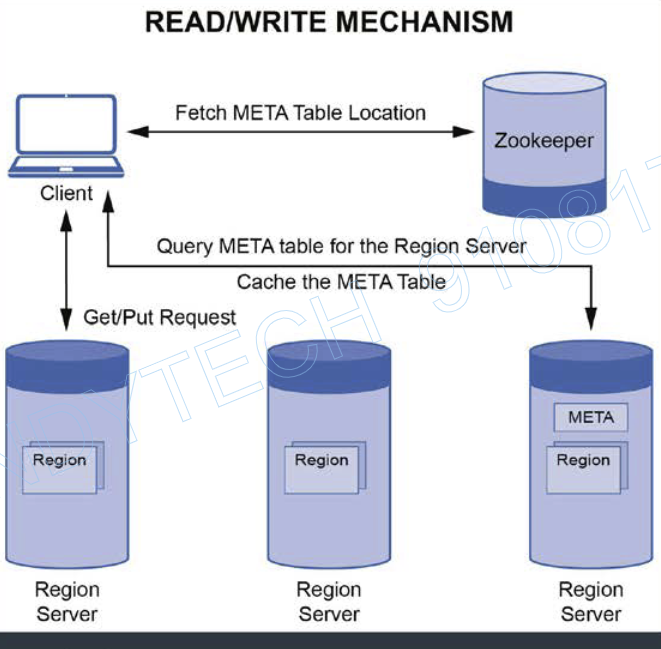 READ/WRITE MECHANISM
Fetch META Table Location
Zookeeper
Client
Query META table for the Region Server
Cache the META Table
Get/Put Request
META
Region
Region
Region
Region
Server
Region
Server
Region
Server